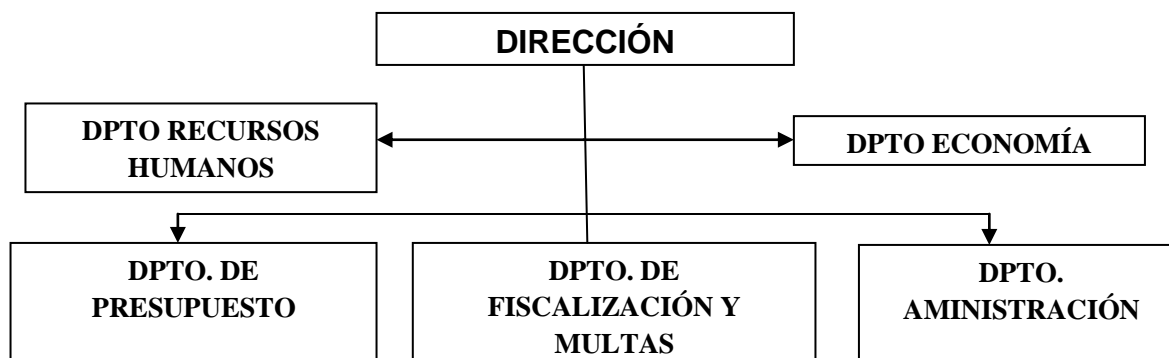 DIRECCIÓN
DPTO RECURSOS
HUMANOS
DPTO ECONOMÍA
DPTO. DE
PRESUPUESTO
DPTO. DE
FISCALIZACIÓN Y
MULTAS
DPTO.
AMINISTRACIÓN